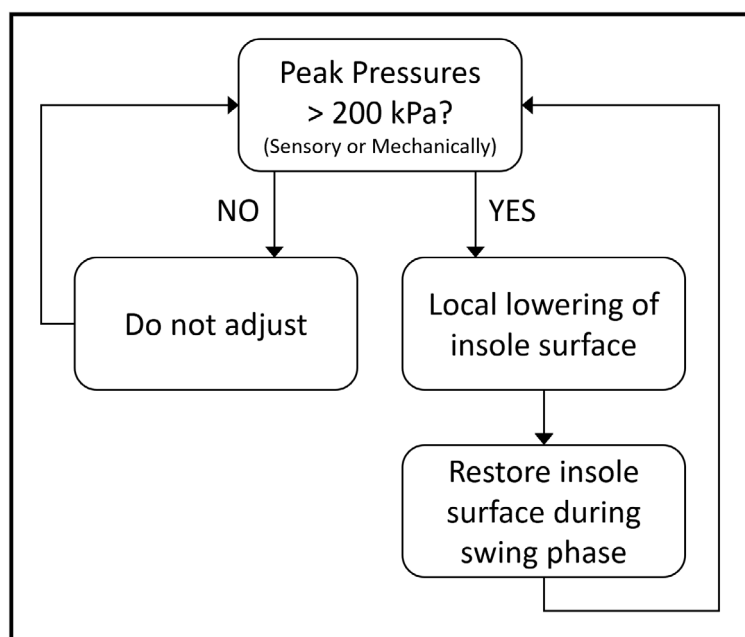 Peak Pressures
> 200 kPa?
(Sensory or Mechanically)
NO
YES
Do not adjust
Local lowering of
insole surface
Restore insole
surface during
swing phase